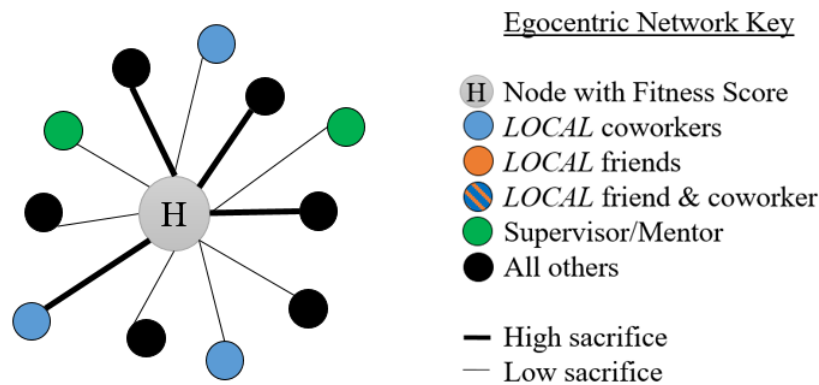 Egocentric Network Key
H Node with Fitness Score
LOCAL coworkers
LOCAL friends
LOCAL friend & coworker
Supervisor/Mentor
All others
High sacrifice
Low sacrifice
H